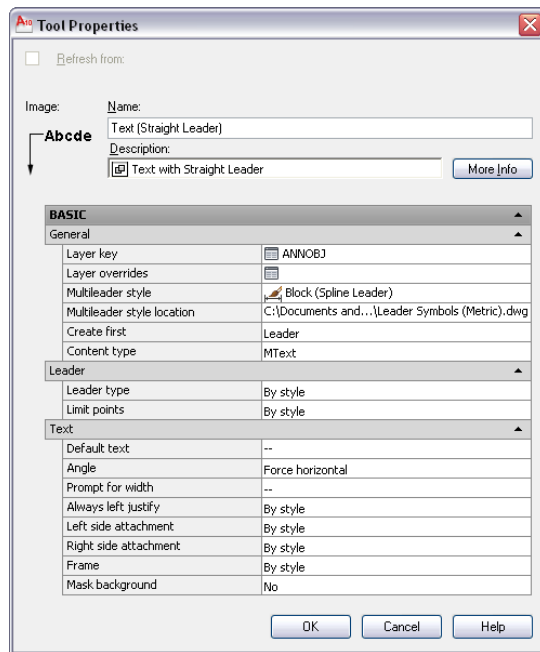 A10 Tool Properties
Refresh from:
Image:
Name:
Abcde
Text (Straight Leader)
Description:
Text with Straight Leader
More Info
BASIC
General
Layer key ANNOBJ
Layer overrides
Multileader style Block (Spline Leader)
Multileader style location C:\Documents and...\Leader Symbols (Metric).dwg
Create first Leader
Content type MText
Leader
Leader type By style
Limit points By style
Text
Default text --
Angle Force horizontal
Prompt for width --
Always left justify By style
Left side attachment By style
Right side attachment By style
Frame By style
Mask background No
OK Cancel Help